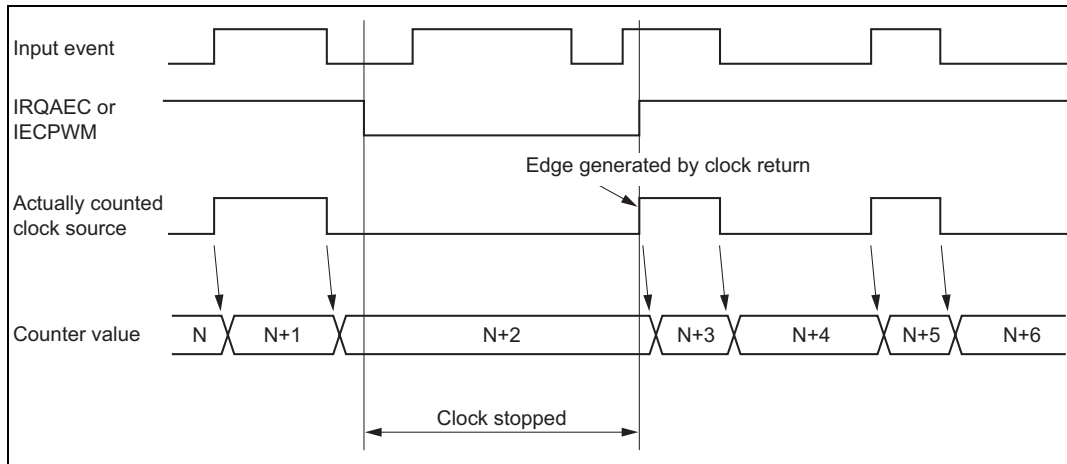 Input event
IRQAEC or
IECPWM
Edge generated by clock return
Actually counted
clock source
Counter value
N N+1 N+2 N+3 N+4 N+5 N+6
Clock stopped